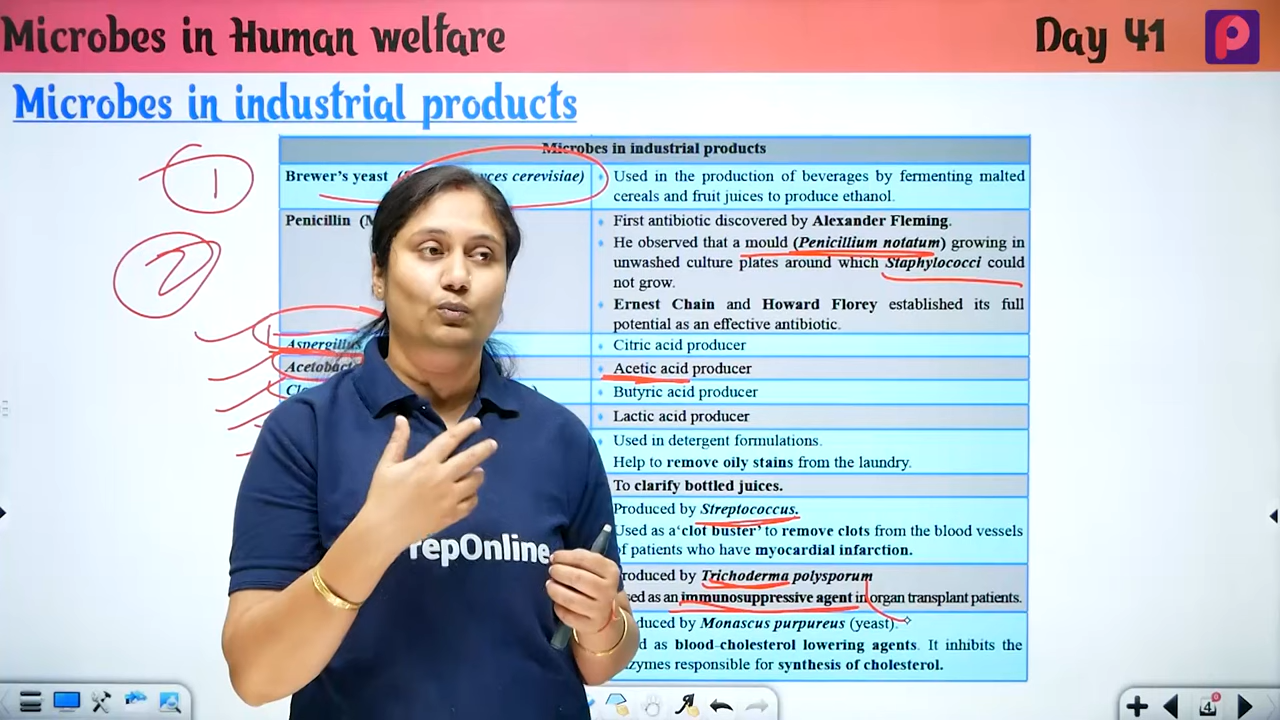 Microbes in Human welfare
Day 41
Microbes in industrial products
1
2
Microbes in industrial products
Brewer's yeast
cerevisiae)
Used in the production of beverages by fermenting malted
cereals and fruit juices to produce ethanol.
Penicillin
First antibiotic discovered by Alexander Fleming.
He observed that a mould (Penicillium notatum) growing in
unwashed culture plates around which Staphylococci could
not grow.
Ernest Chain and Howard Florey established its full
potential as an effective antibiotic.
Aspergillus
Citric acid producer
Acetic acid producer
Butyric acid producer
Lactic acid producer
Used in detergent formulations.
Help to remove oily stains from the laundry.
To clarify bottled juices.
Produced by Streptococcus.
Used as a 'clot buster' to remove clots from the blood vessels
of patients who have myocardial infarction.
by Trichoderma polysporum
as an immunosuppressive agent in organ transplant patients.
by Monascus purpureus (yeast).
as blood-cholesterol lowering agents. It inhibits the
responsible for synthesis of cholesterol.
repOnline
4